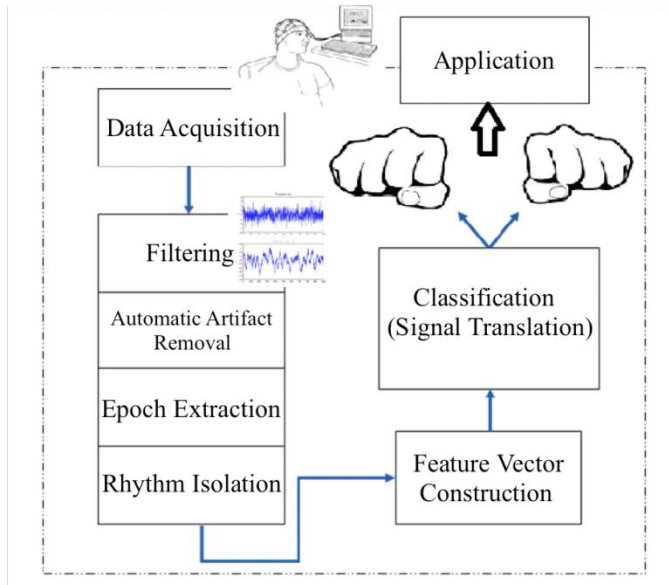 Application
Data Acquisition
Filtering
Automatic Artifact
Removal
Epoch Extraction
Rhythm Isolation
Classification
(Signal Translation)
Feature Vector
Construction